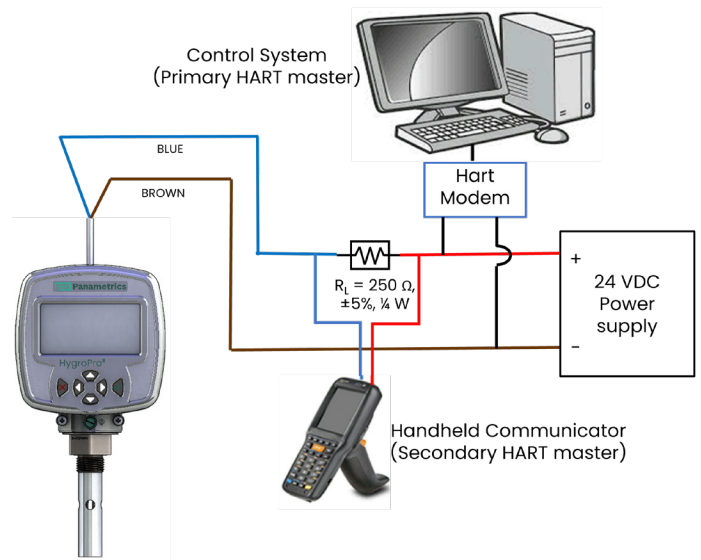 Control System
(Primary HART master)
BLUE
BROWN
Hart
Modem
+
24 VDC
Power
supply
−
R_L = 250 Ω,
±5%, ¼ W
Panametrics
HygroPro®
Handheld Communicator
(Secondary HART master)